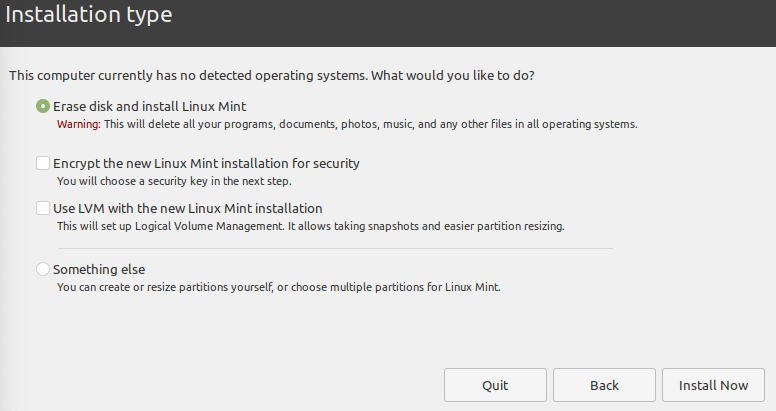 Installation type
This computer currently has no detected operating systems. What would you like to do?
Erase disk and install Linux Mint
Warning: This will delete all your programs, documents, photos, music, and any other files in all operating systems.
Encrypt the new Linux Mint installation for security
You will choose a security key in the next step.
Use LVM with the new Linux Mint installation
This will set up Logical Volume Management. It allows taking snapshots and easier partition resizing.
Something else
You can create or resize partitions yourself, or choose multiple partitions for Linux Mint.
Quit Back Install Now